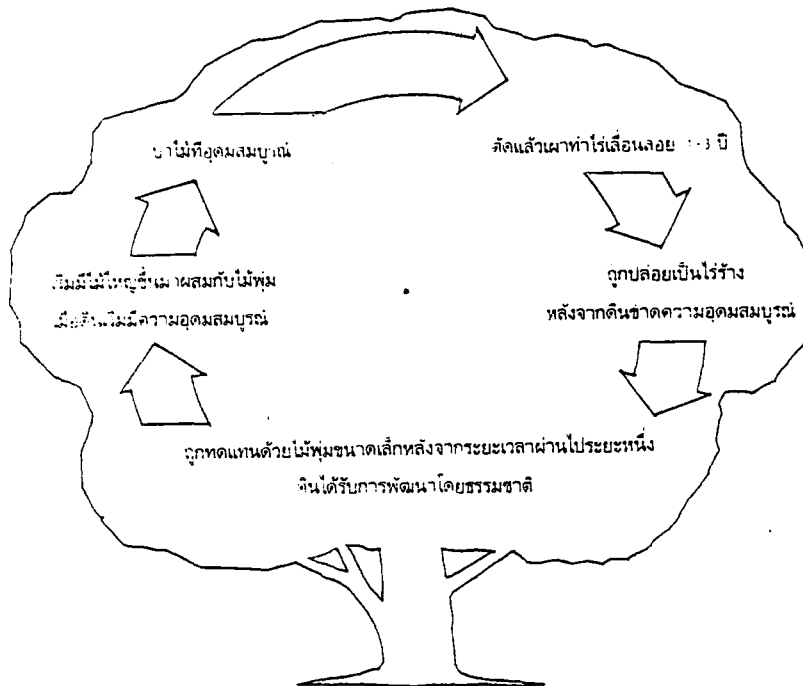 ป่าไม้ที่อุดมสมบูรณ์
ตัดแล้วเผาทำไร่เลื่อนลอย 1-3 ปี
ถูกปล่อยเป็นไร่ร้าง
หลังจากดินขาดความอุดมสมบูรณ์
ถูกทดแทนด้วยไม้พุ่มขนาดเล็กหลังจากระยะเวลาผ่านไประยะหนึ่ง
ดินได้รับการพัฒนาโดยธรรมชาติ
เริ่มมีไม้ใหญ่ขึ้นมาผสมกับไม้พุ่ม
เมื่อดินเริ่มมีความอุดมสมบูรณ์